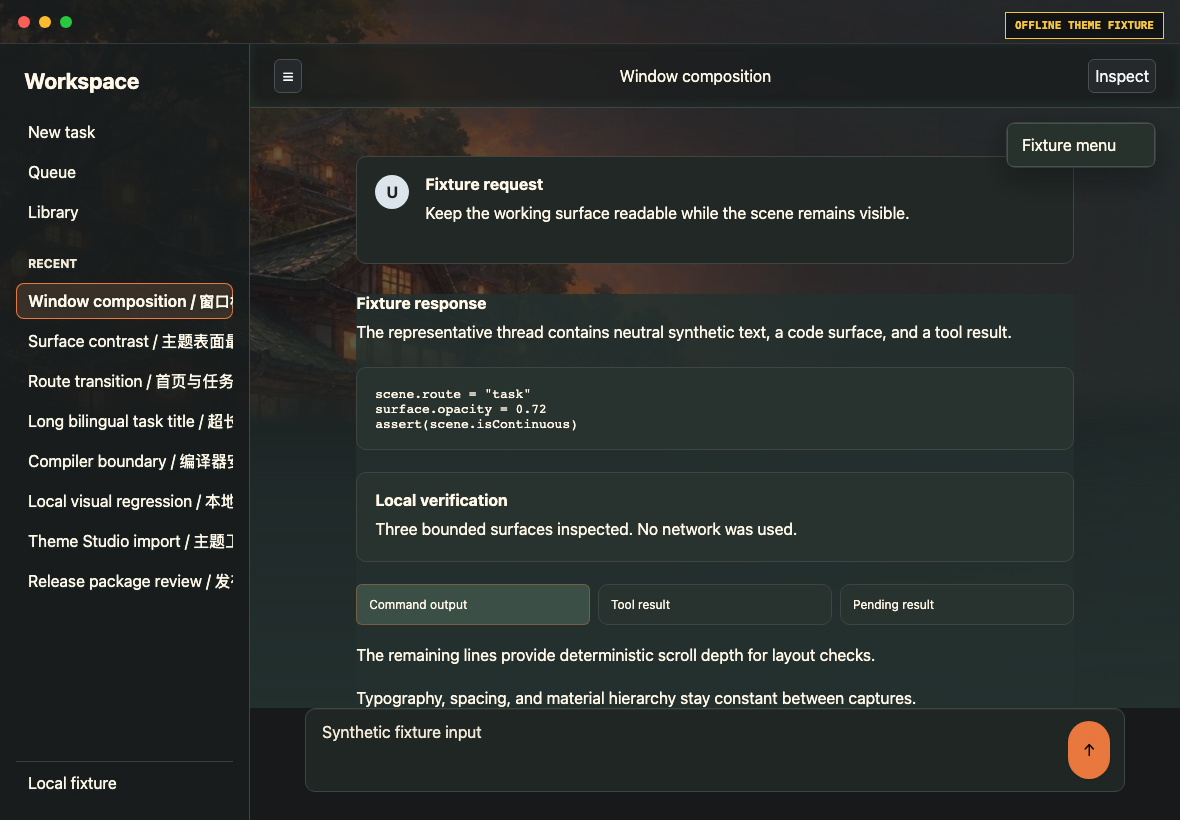 OFFLINE THEME FIXTURE
Workspace
New task
Queue
Library
RECENT
Window composition / 窗口
Surface contrast / 主题表面
Route transition / 首页与任务
Long bilingual task title / 超长
Compiler boundary / 编译器
Local visual regression / 本地
Theme Studio import / 主题
Release package review / 发
Local fixture
Window composition
Inspect
Fixture menu
U
Fixture request
Keep the working surface readable while the scene remains visible.
Fixture response
The representative thread contains neutral synthetic text, a code surface, and a tool result.
scene.route = "task"
surface.opacity = 0.72
assert(scene.isContinuous)
Local verification
Three bounded surfaces inspected. No network was used.
Command output
Tool result
Pending result
The remaining lines provide deterministic scroll depth for layout checks.
Typography, spacing, and material hierarchy stay constant between captures.
Synthetic fixture input